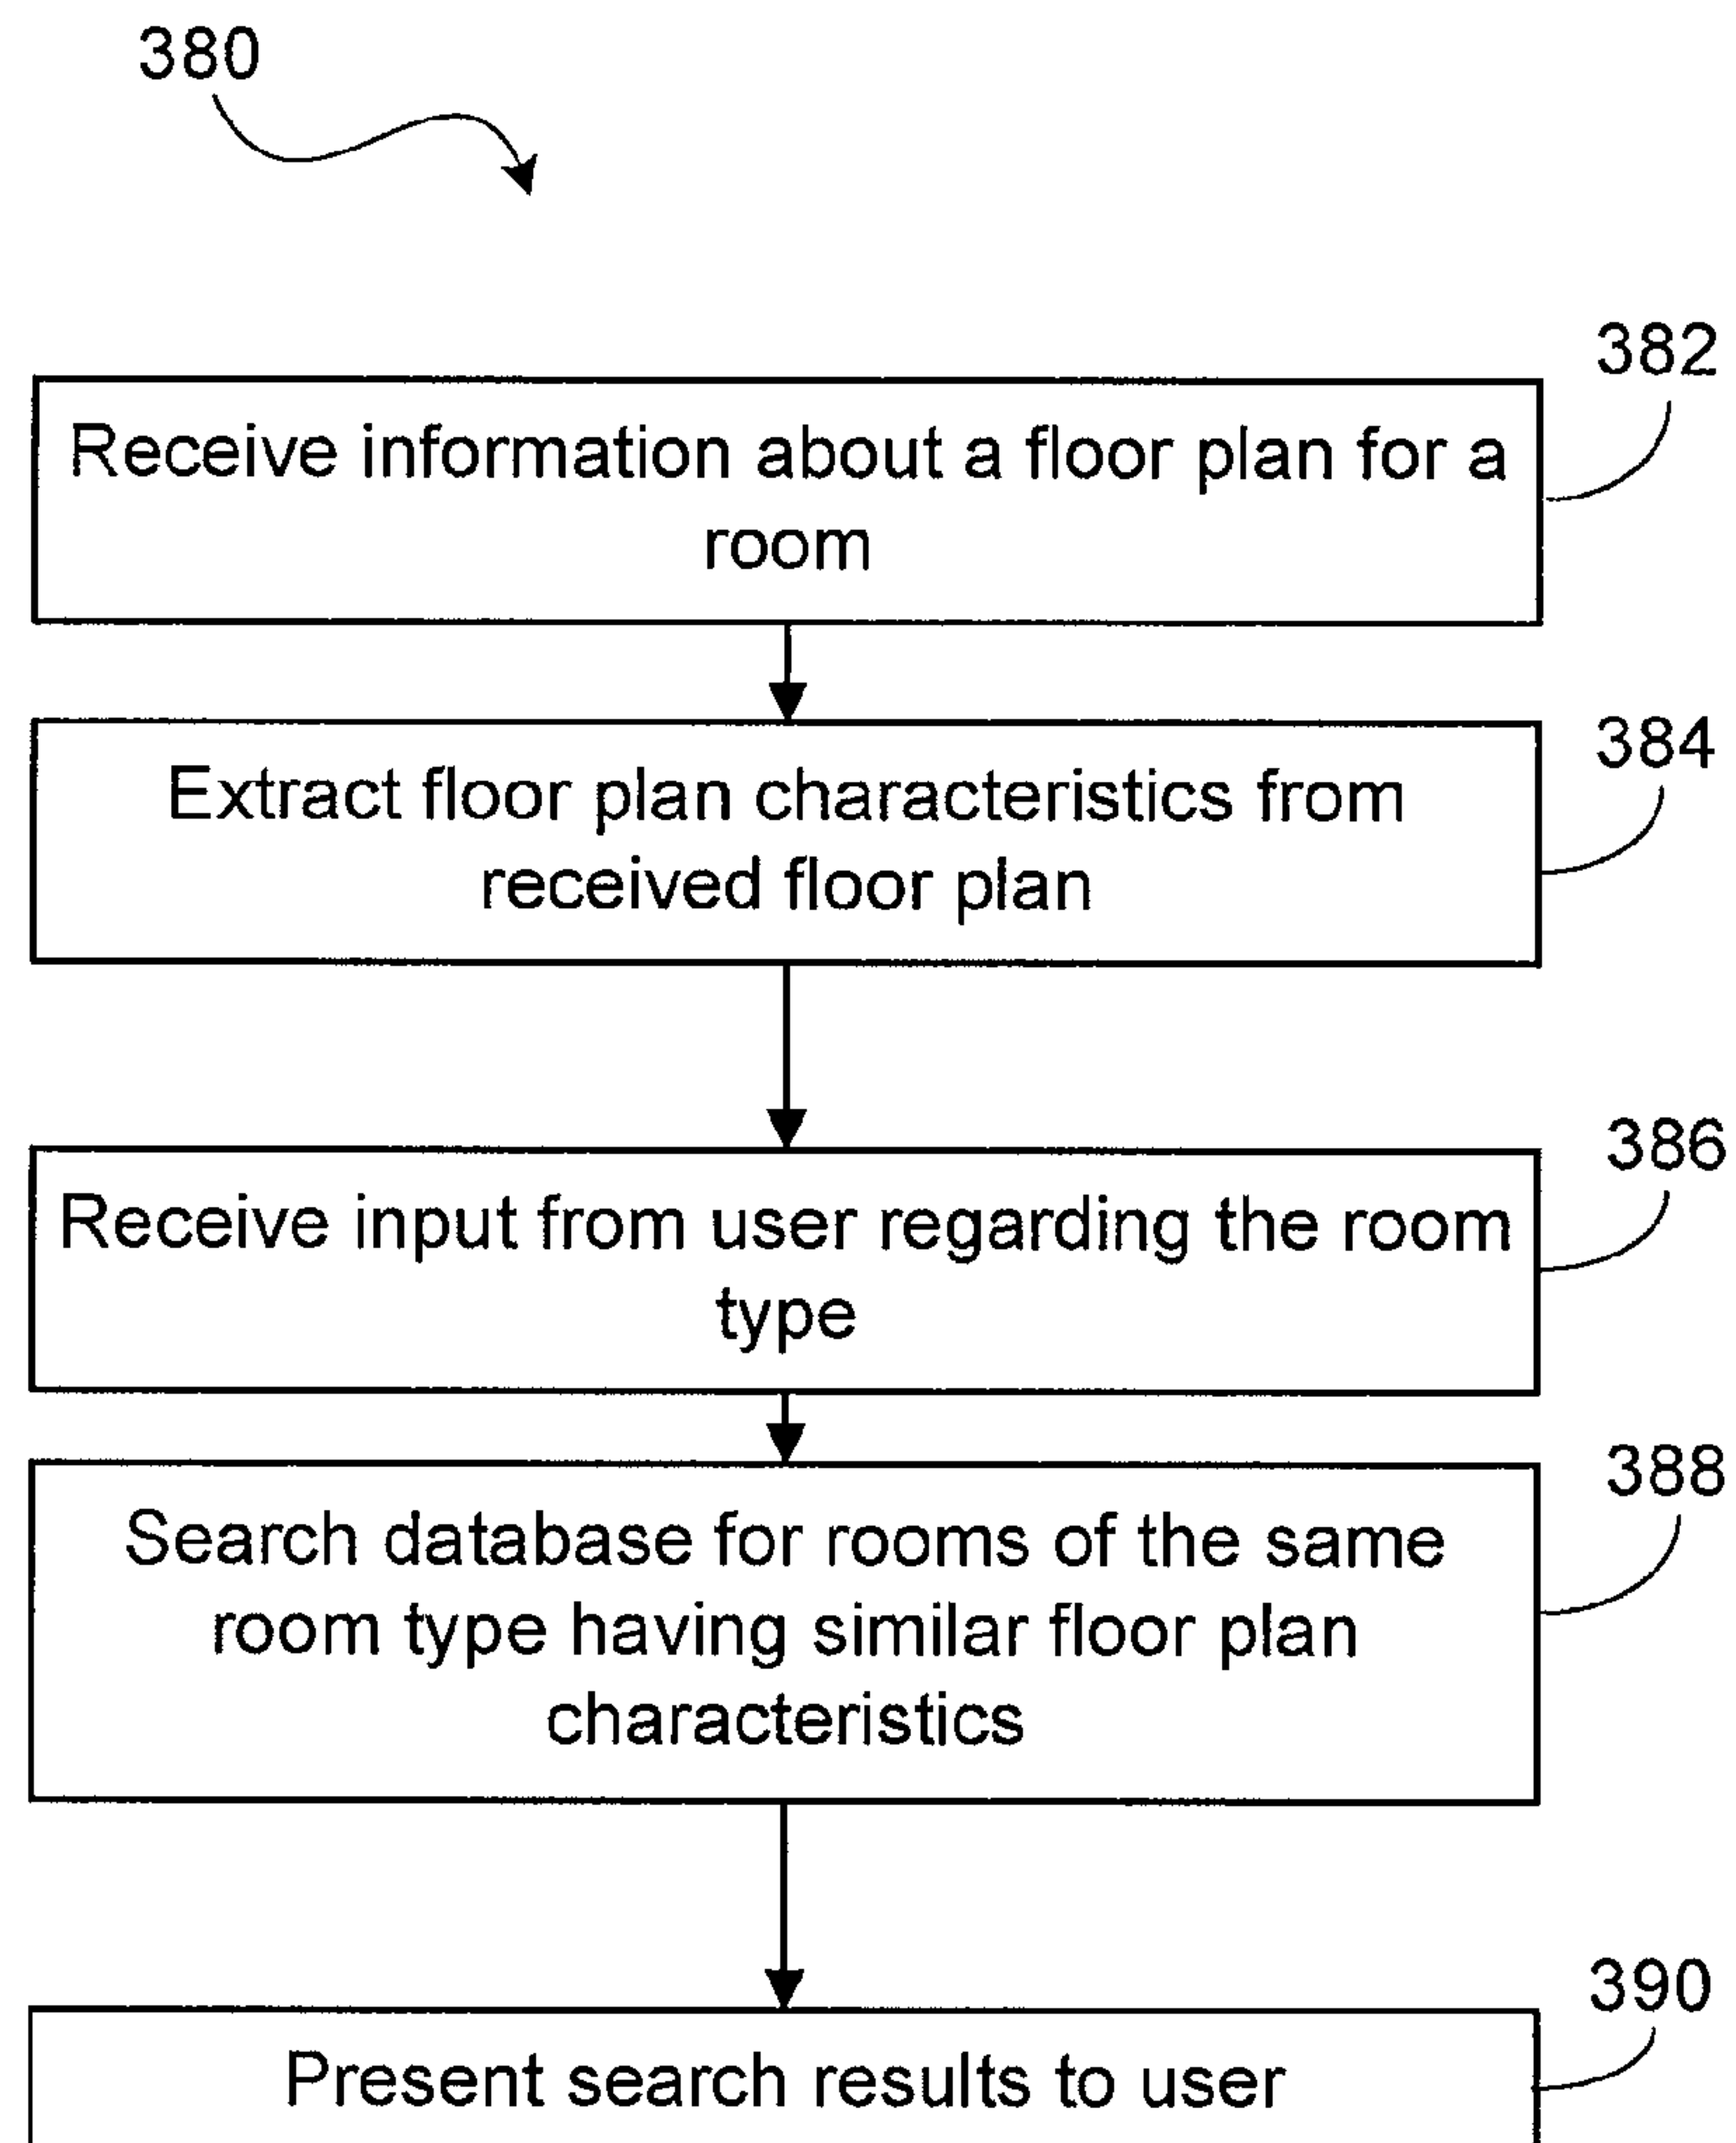 380
382
Receive information about a floor plan for a
room
384
Extract floor plan characteristics from
received floor plan
386
Receive input from user regarding the room
type
388
Search database for rooms of the same
room type having similar floor plan
characteristics
390
Present search results to user